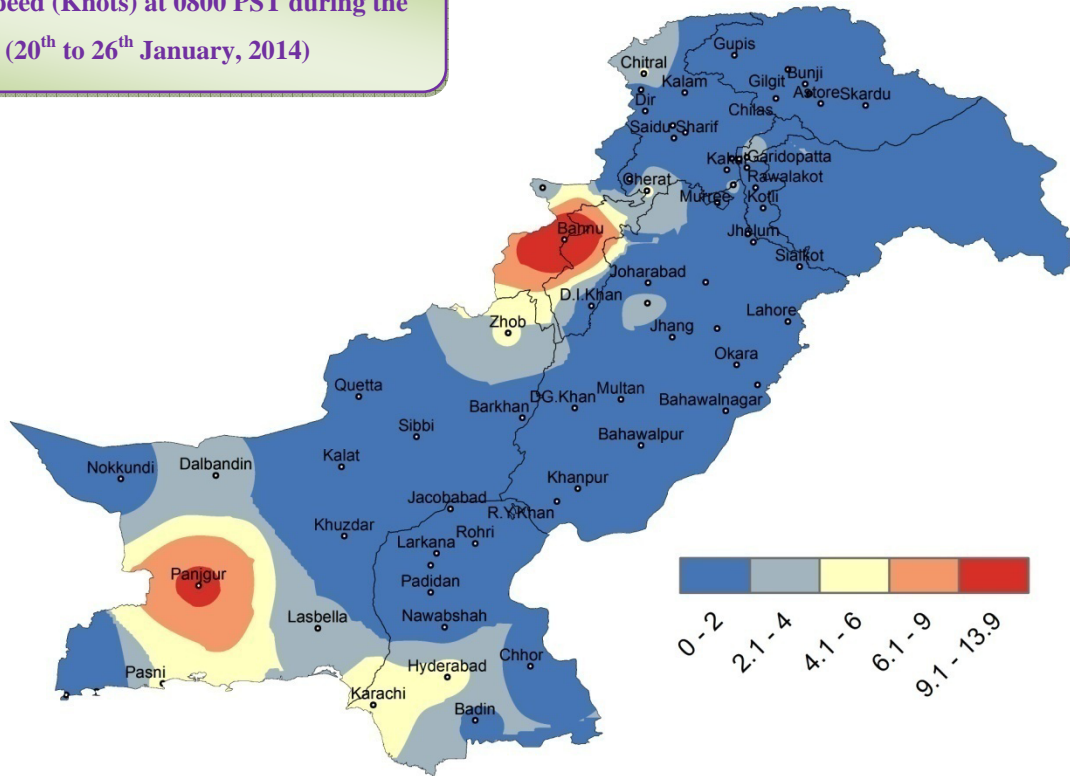 (Knots) at 0800 PST during the
(20th to 26th January, 2014)
Gupis
Chitral
Bunji
Gilgit
Kalam
Astore Skardu
Dir
Chilas
Saidu Sharif
Garidopatta
Rawalakot
Cherat
Murree
Kotli
Bannu
Jhelum
Sialkot
Joharabad
D.I.Khan
Lahore
Zhob
Jhang
Okara
Quetta
DG.Khan
Multan
Barkhan
Bahawalnagar
Sibbi
Bahawalpur
Nokkundi
Dalbandin
Kalat
Khanpur
Jacobabad
R.Y.Khan
Khuzdar
Rohri
Larkana
Panjgur
Padidan
Lasbella
Nawabshah
Pasni
Hyderabad
Chhor
Karachi
Badin
0 - 2
2.1 - 4
4.1 - 6
6.1 - 9
9.1 - 13.9